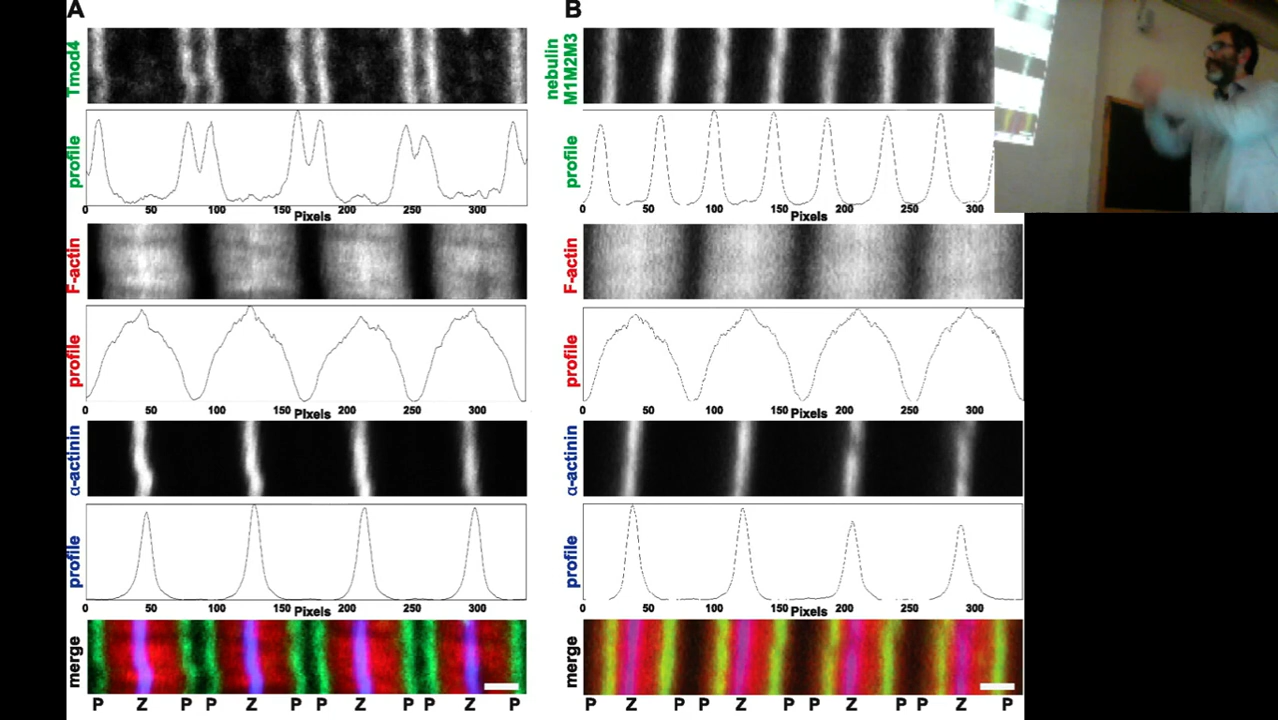 A
Tmod4
profile
0 50 100 150 200 250 300
Pixels
F-actin
profile
0 50 100 150 200 250 300
Pixels
α-actinin
profile
0 50 100 150 200 250 300
Pixels
merge
P Z P P Z P P Z P P Z P
B
nebulin
M1M2M3
profile
0 50 100 150 200 250 300
Pixels
F-actin
profile
0 50 100 150 200 250 300
Pixels
α-actinin
profile
0 50 100 150 200 250 300
Pixels
merge
P Z P P Z P P Z P P Z P